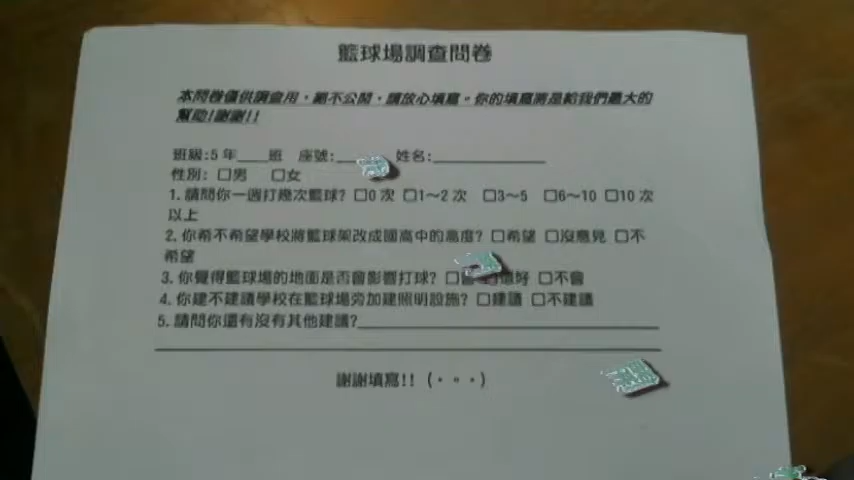 籃球場調查問卷
本問卷僅供調查用,絕不公開,請放心填寫。你的填寫將是給我們最大的
幫助!謝謝!!
班級:5年____班 座號:____ 姓名:__________
性別: □男 □女
1. 請問你一週打幾次籃球? □0 次 □1～2 次 □3～5 □6～10 □10 次
以上
2. 你希不希望學校將籃球架改成國高中的高度? □希望 □沒意見 □不
希望
3. 你覺得籃球場的地面是否會影響打球? □會 □還好 □不會
4. 你建不建議學校在籃球場旁加建照明設施? □建議 □不建議
5. 請問你還有沒有其他建議?______________________________
謝謝填寫!! (・。・)